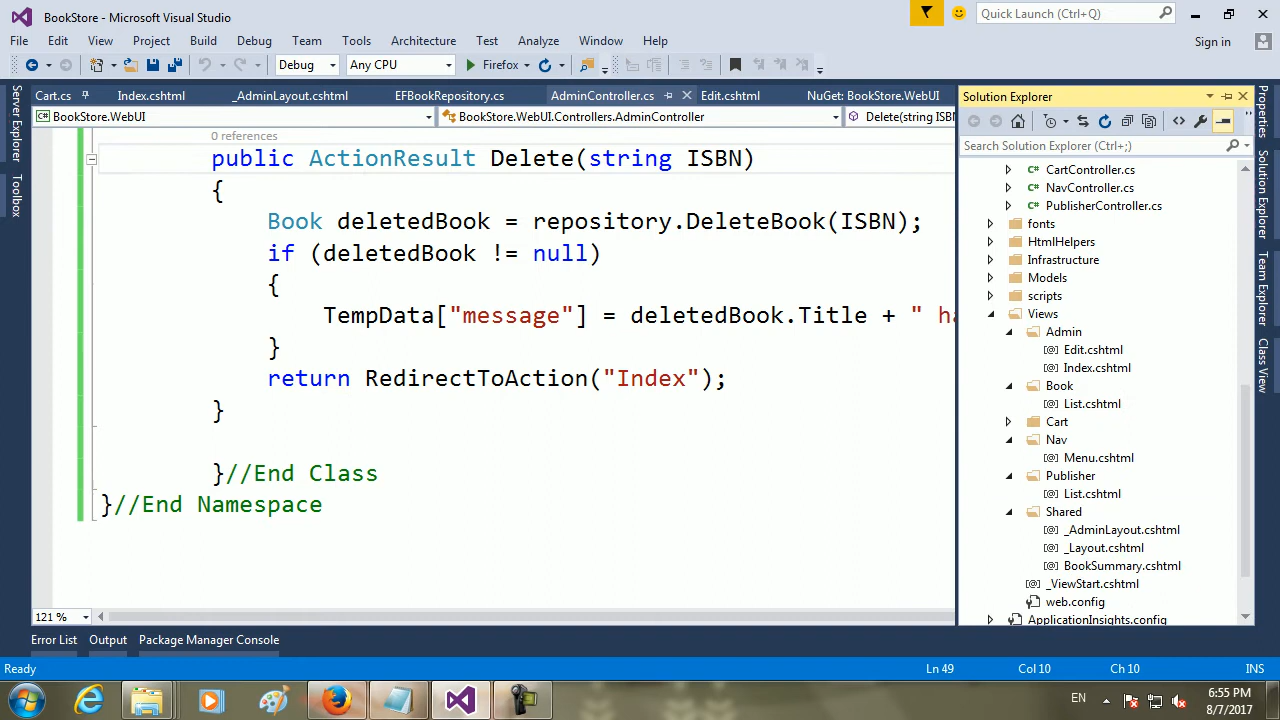 BookStore - Microsoft Visual Studio
Quick Launch (Ctrl+Q)
File Edit View Project Build Debug Team Tools Architecture Test Analyze Window Help
Sign in
Debug Any CPU Firefox
Cart.cs Index.cshtml _AdminLayout.cshtml EFBookRepository.cs AdminController.cs Edit.cshtml NuGet: BookStore.WebUI
BookStore.WebUI BookStore.WebUI.Controllers.AdminController Delete(string ISBN
0 references
public ActionResult Delete(string ISBN)
{
Book deletedBook = repository.DeleteBook(ISBN);
if (deletedBook != null)
{
TempData["message"] = deletedBook.Title + " ha
}
return RedirectToAction("Index");
}
}//End Class
}//End Namespace
121 %
Server Explorer
Toolbox
Solution Explorer
Search Solution Explorer (Ctrl+;)
CartController.cs
NavController.cs
PublisherController.cs
fonts
HtmlHelpers
Infrastructure
Models
scripts
Views
Admin
Edit.cshtml
Index.cshtml
Book
List.cshtml
Cart
Nav
Menu.cshtml
Publisher
List.cshtml
Shared
_AdminLayout.cshtml
_Layout.cshtml
BookSummary.cshtml
_ViewStart.cshtml
web.config
ApplicationInsights.config
Properties
Solution Explorer
Team Explorer
Class View
Error List Output Package Manager Console
Ready Ln 49 Col 10 Ch 10 INS
EN
6:55 PM
8/7/2017